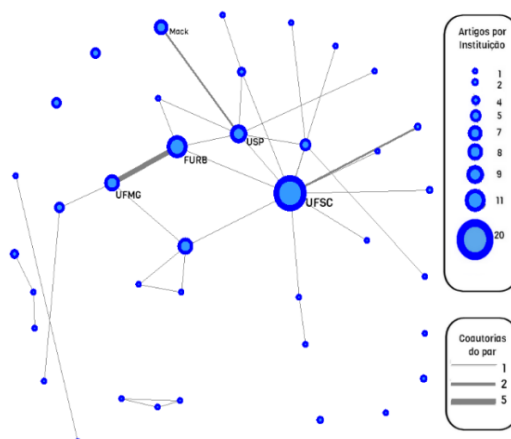 Mack
USP
FURB
UFMG
UFSC
Artigos por
Instituição
1
2
4
5
7
8
9
11
20
Coautorias
do par
1
2
5